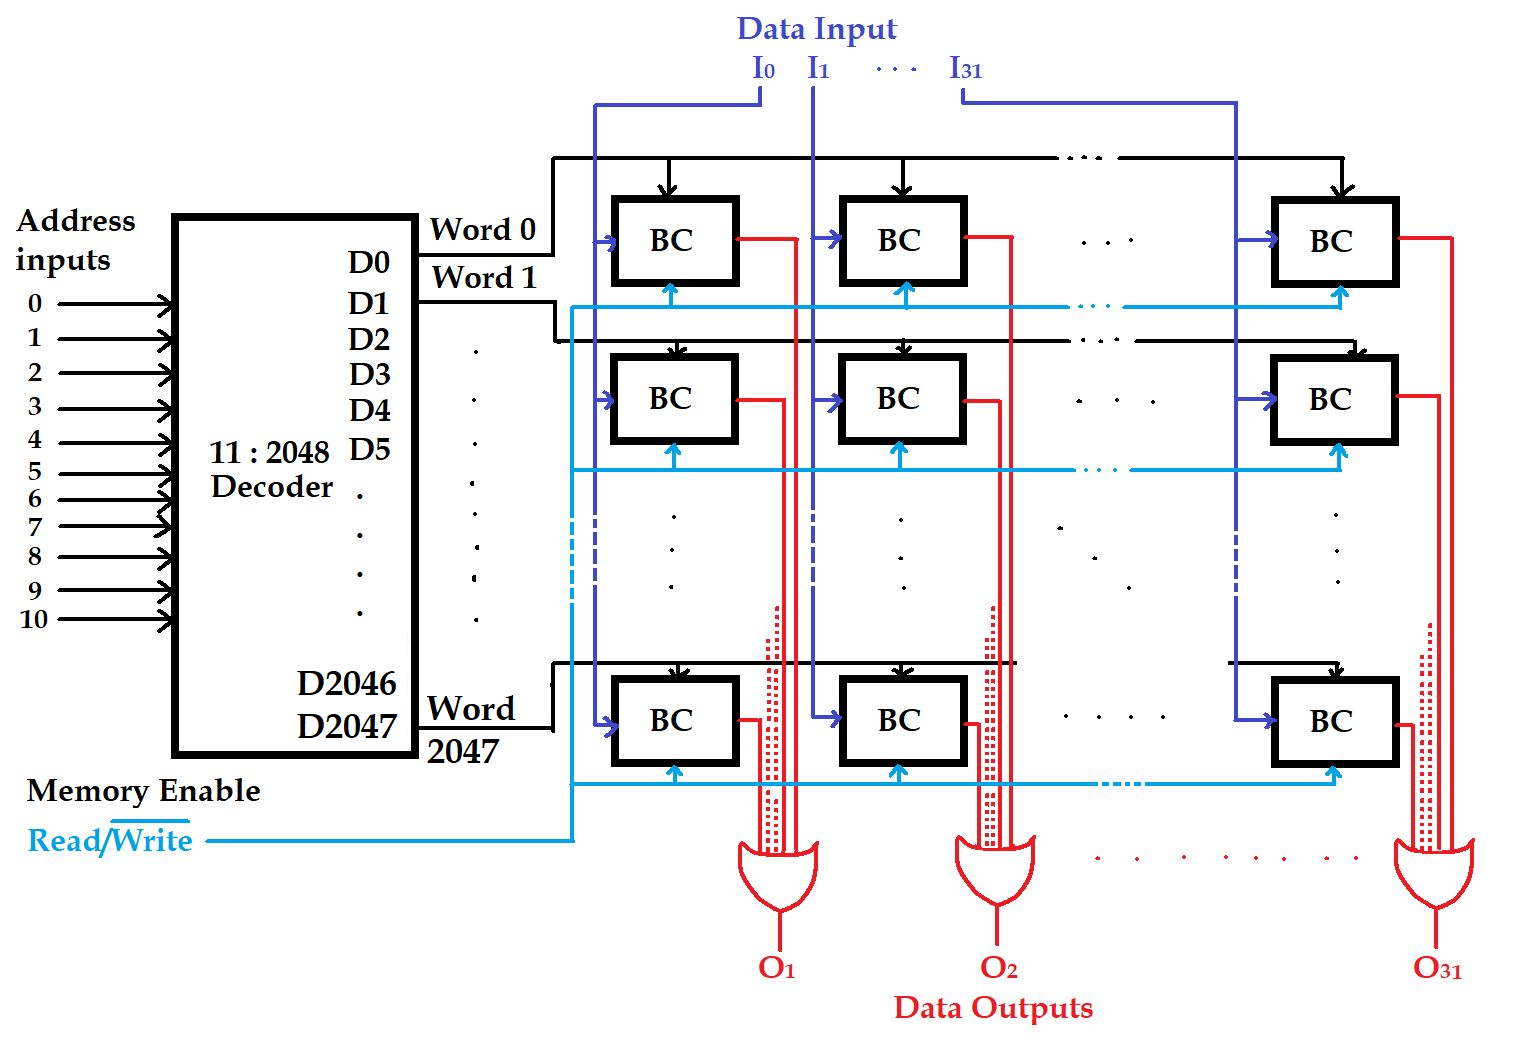 Data Input
I0 I1 . . . I31
Address
inputs
0
1
2
3
4
5
6
7
8
9
10
11 : 2048
Decoder
D0
D1
D2
D3
D4
D5
.
.
.
.
D2046
D2047
Word 0
Word 1
Word
2047
BC BC . . . BC
BC BC . . . BC
BC BC . . . . BC
Memory Enable
Read/Write
O1 O2 O31
Data Outputs